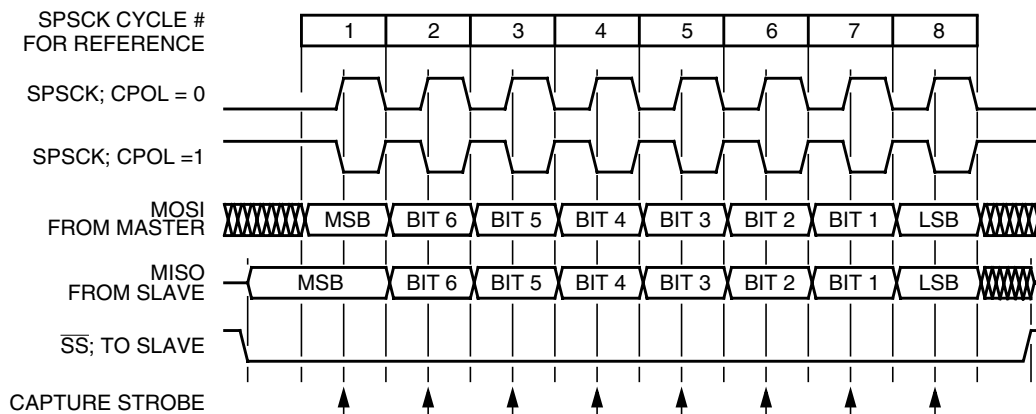 SPSCK CYCLE #
FOR REFERENCE
1 2 3 4 5 6 7 8
SPSCK; CPOL = 0
SPSCK; CPOL =1
MOSI
FROM MASTER
MSB BIT 6 BIT 5 BIT 4 BIT 3 BIT 2 BIT 1 LSB
MISO
FROM SLAVE
MSB BIT 6 BIT 5 BIT 4 BIT 3 BIT 2 BIT 1 LSB
SS; TO SLAVE
CAPTURE STROBE